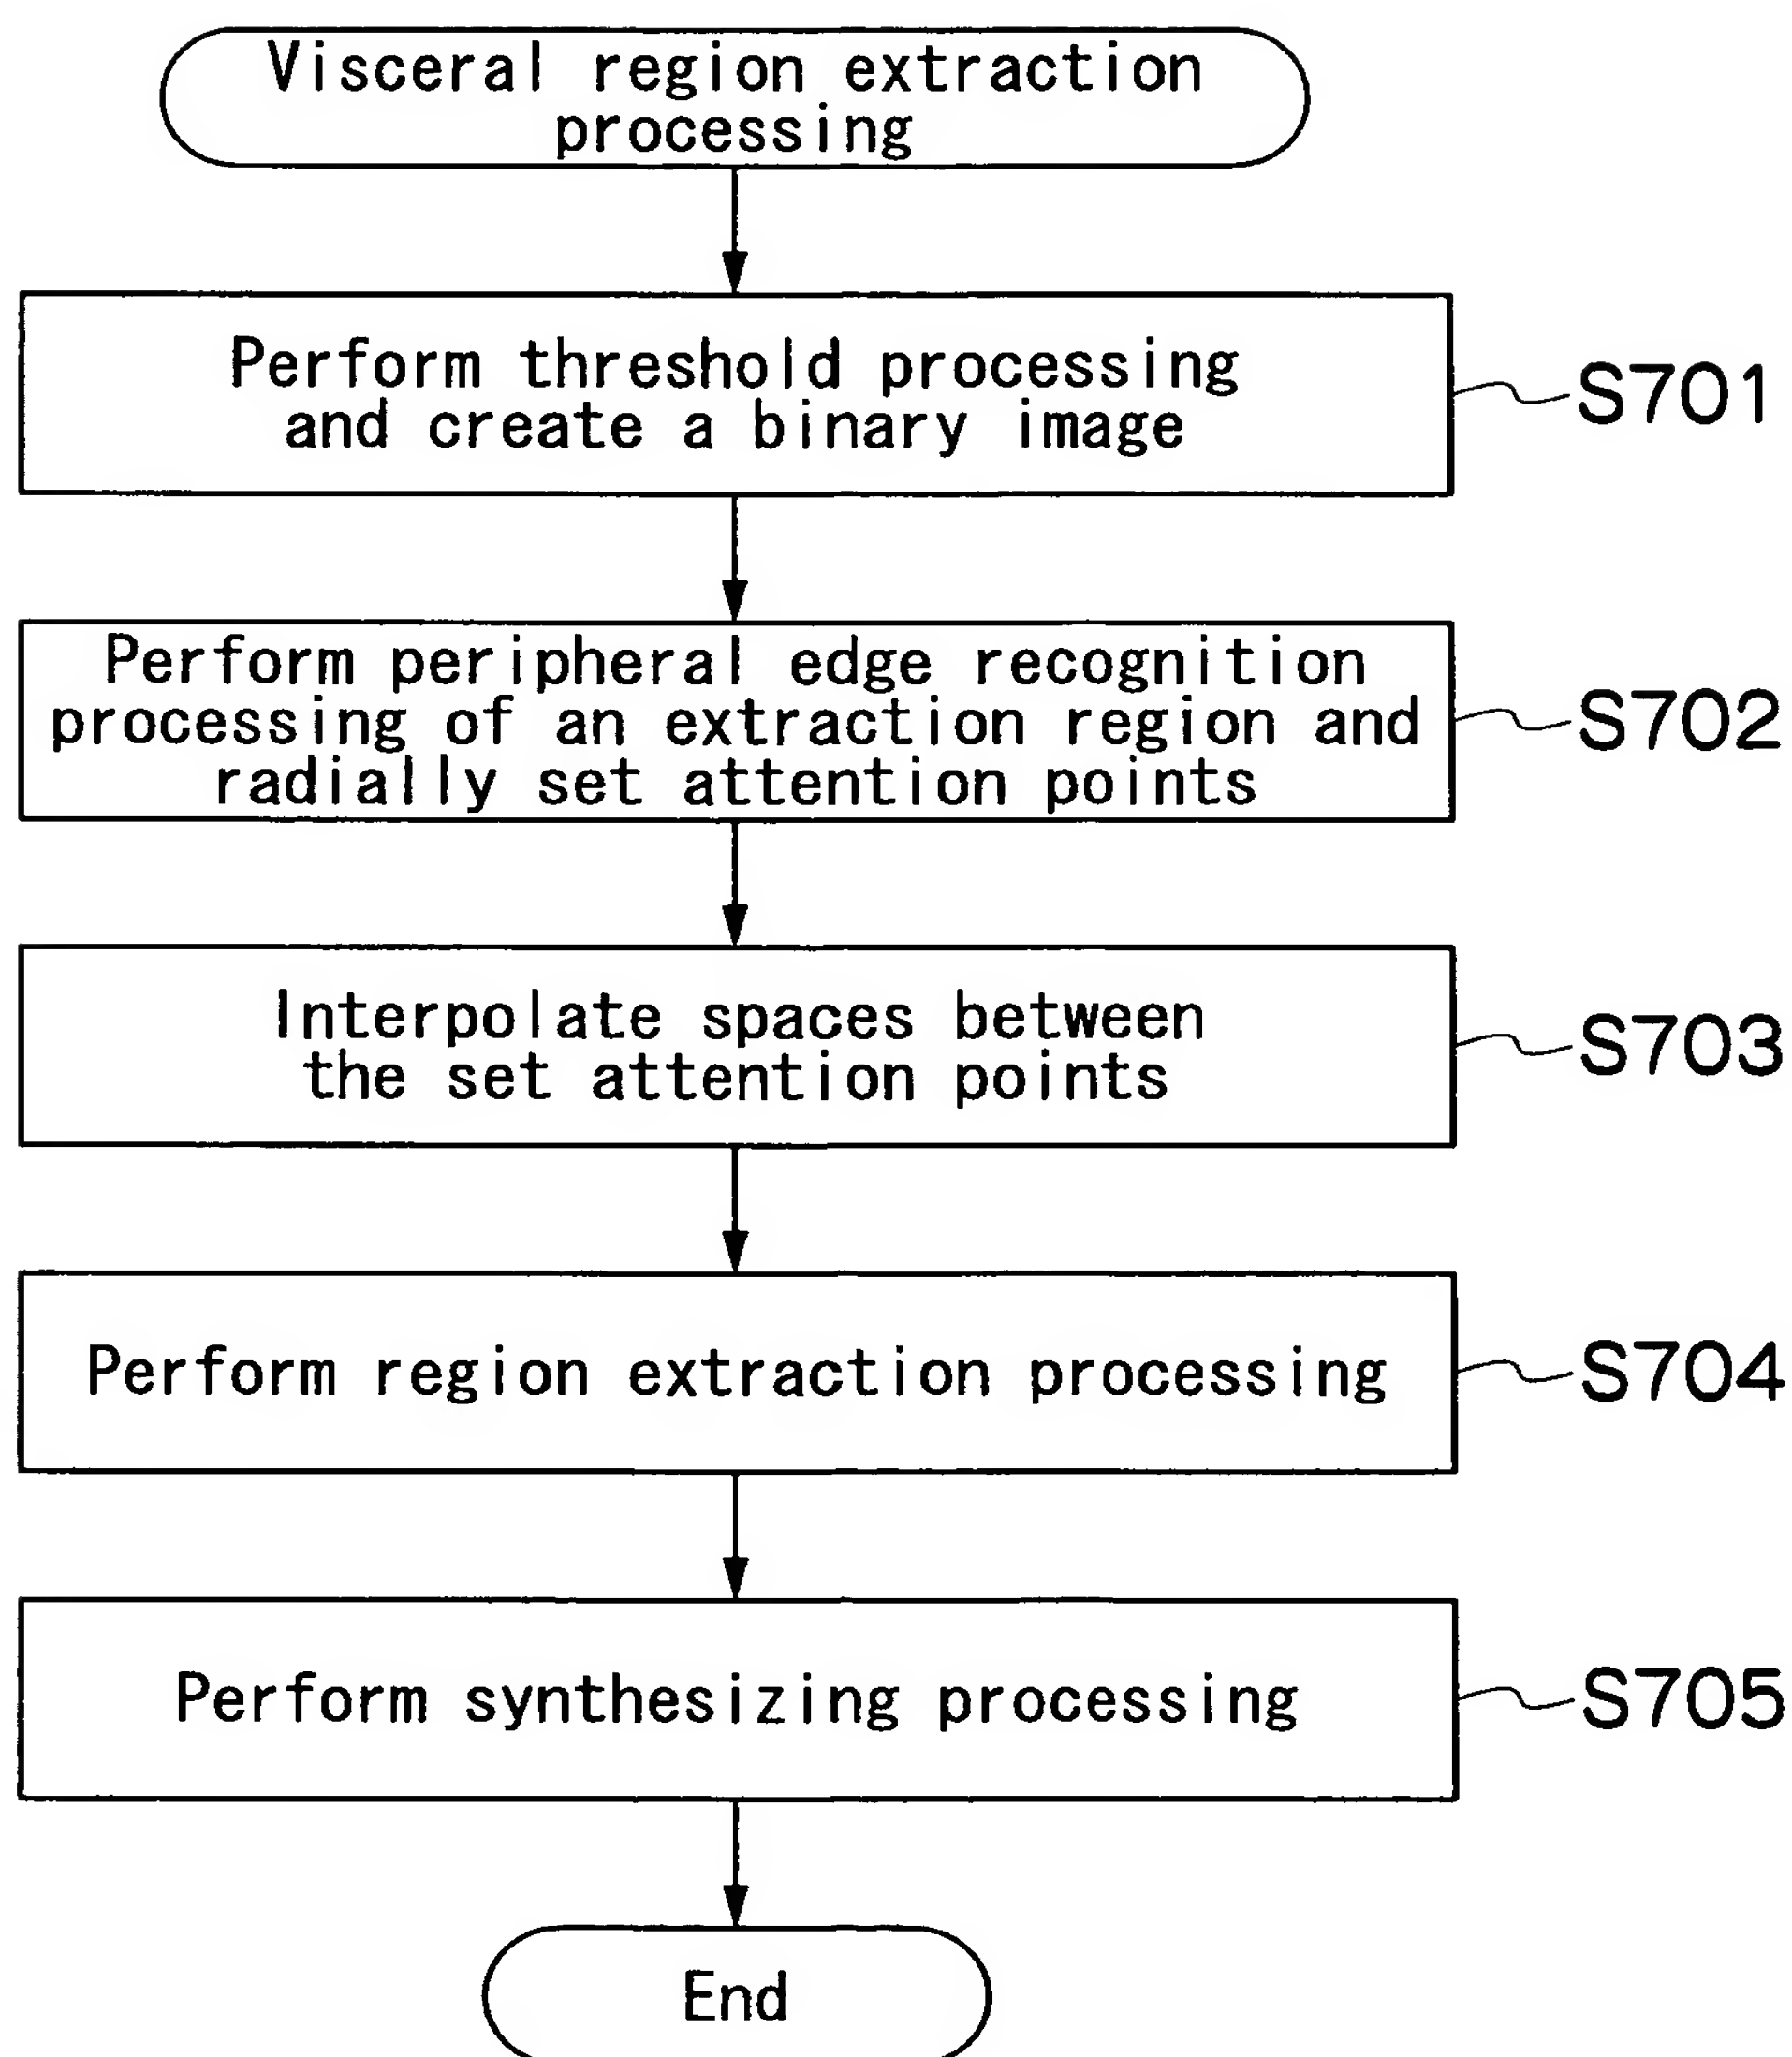 Visceral region extraction
processing
Perform threshold processing
and create a binary image
S701
Perform peripheral edge recognition
processing of an extraction region and
radially set attention points
S702
Interpolate spaces between
the set attention points
S703
Perform region extraction processing
S704
Perform synthesizing processing
S705
End